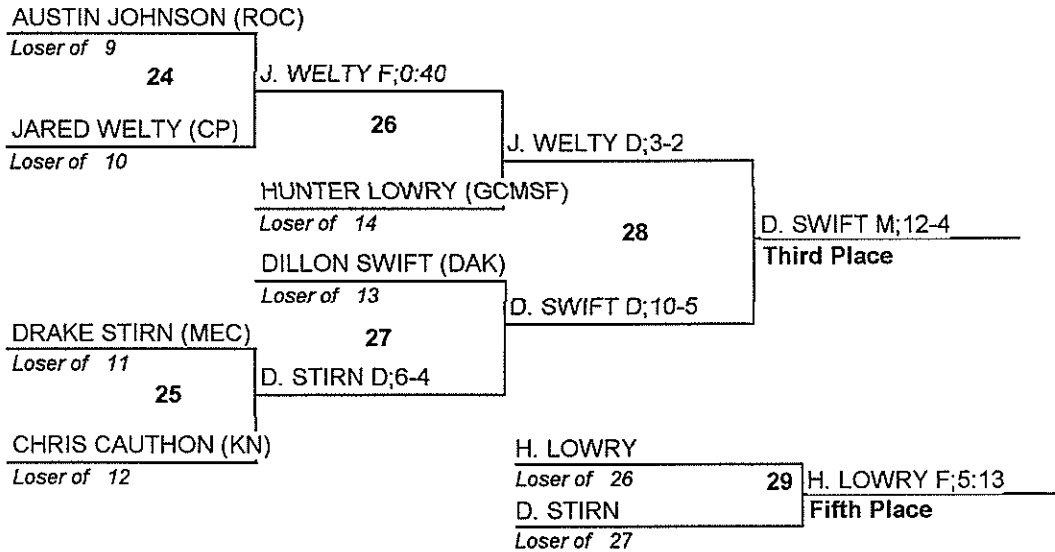 AUSTIN JOHNSON (ROC)
Loser of 9
24
J. WELTY F;0:40
JARED WELTY (CP)
Loser of 10
26
J. WELTY D;3-2
HUNTER LOWRY (GCMSF)
Loser of 14
28
D. SWIFT M;12-4
Third Place
DILLON SWIFT (DAK)
Loser of 13
D. SWIFT D;10-5
27
DRAKE STIRN (MEC)
Loser of 11
25
D. STIRN D;6-4
CHRIS CAUTHON (KN)
Loser of 12
H. LOWRY
Loser of 26
29
H. LOWRY F;5:13
Fifth Place
D. STIRN
Loser of 27